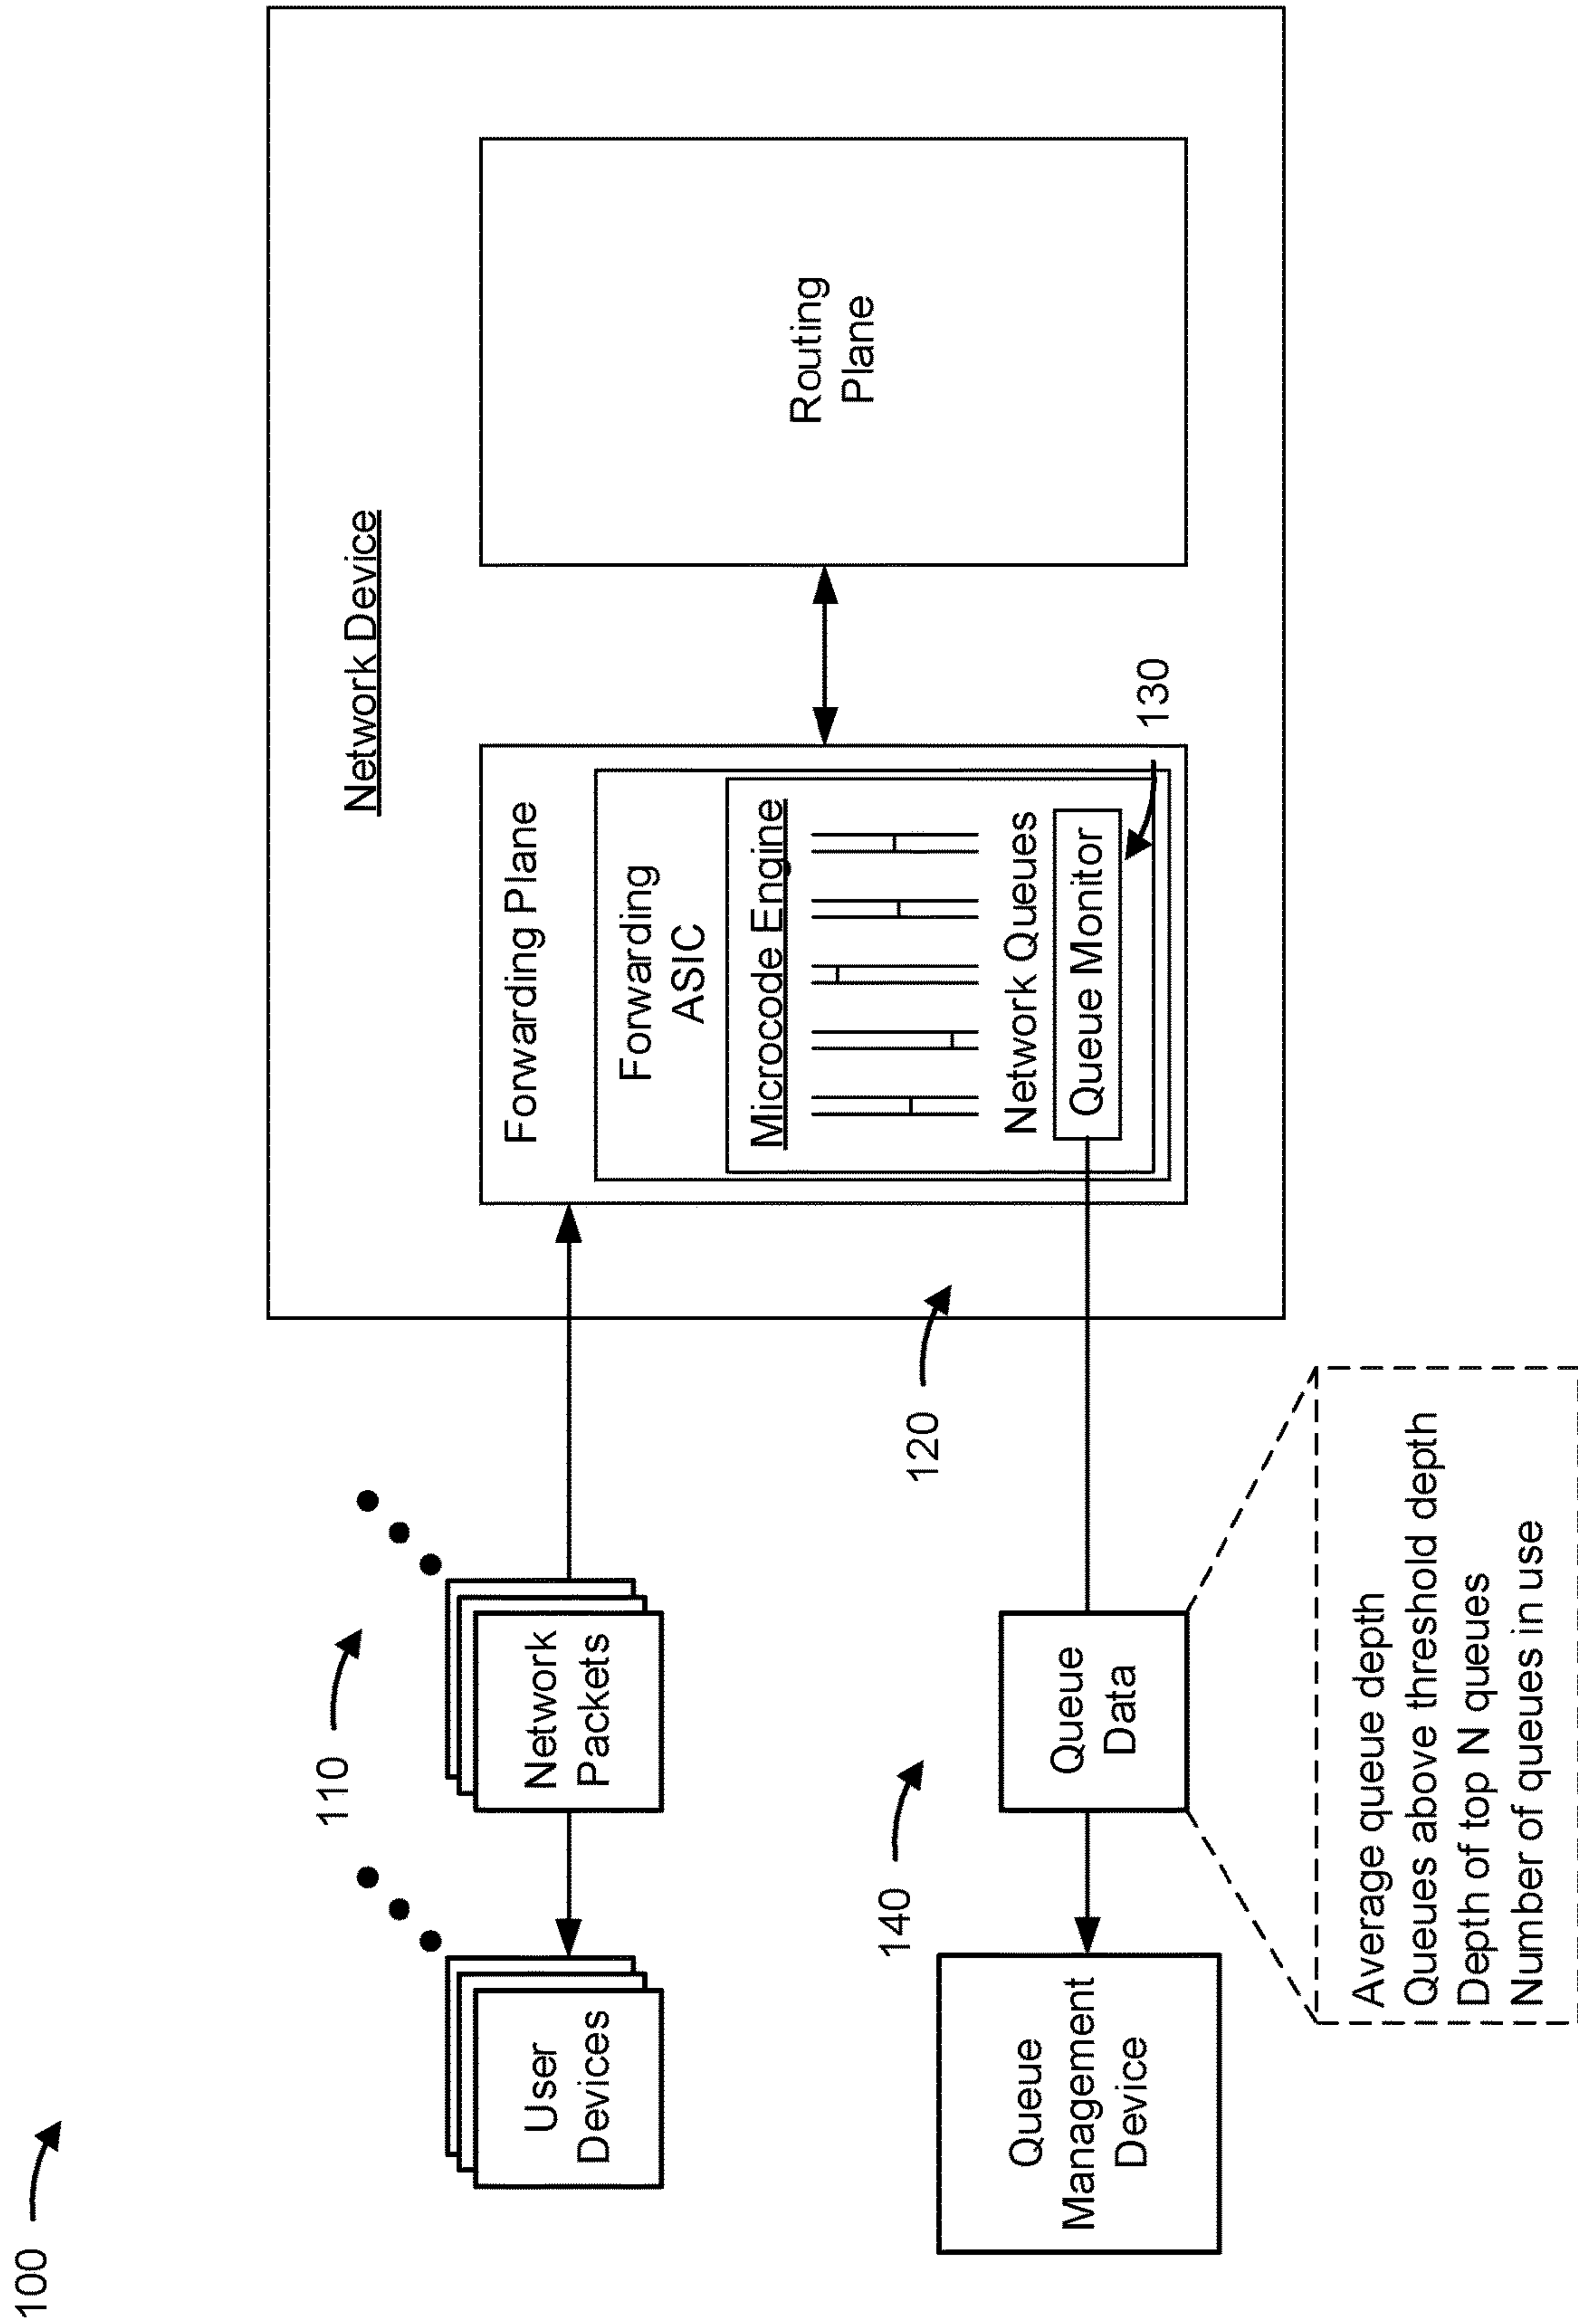 100
110
User
Devices
Network
Packets
Network Device
Forwarding Plane
Forwarding
ASIC
Microcode Engine
Network Queues
Queue Monitor
Routing
Plane
120
130
140
Queue
Management
Device
Queue
Data
Average queue depth
Queues above threshold depth
Depth of top N queues
Number of queues in use